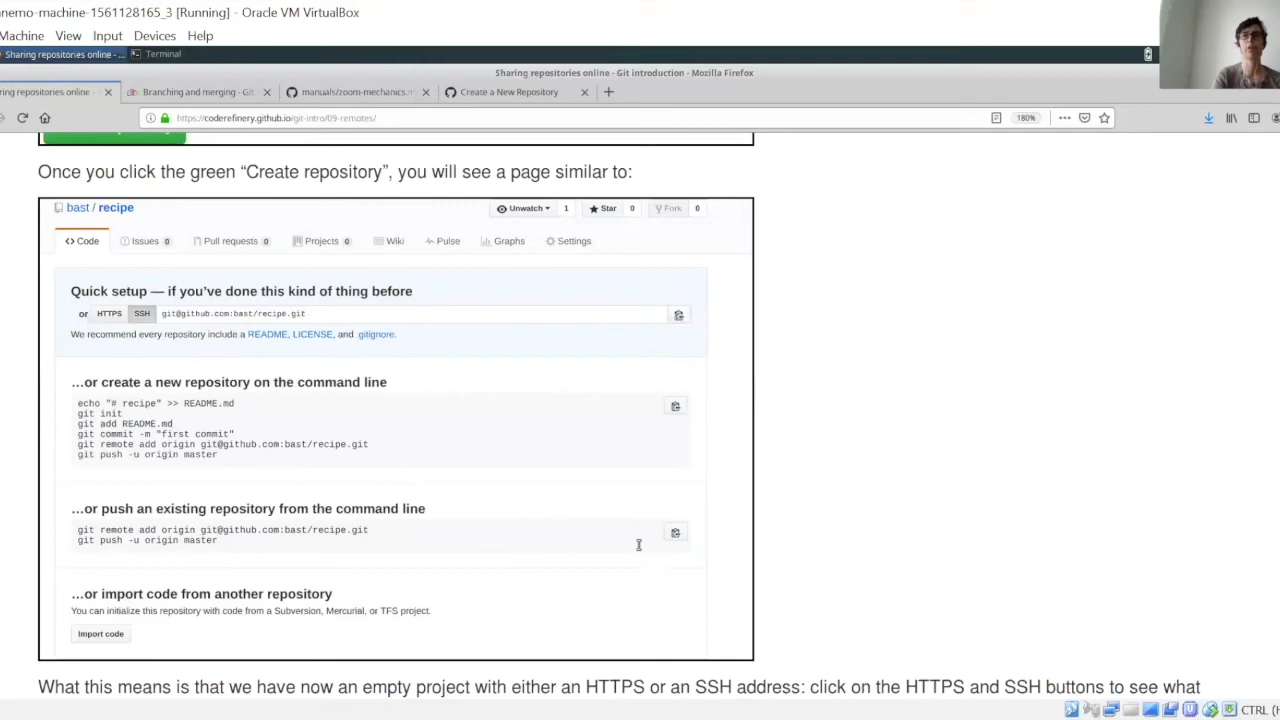 nemo-machine-1561128165_3 [Running] - Oracle VM VirtualBox
Machine View Input Devices Help
Sharing repositories online - ... Terminal
Sharing repositories online - Git introduction - Mozilla Firefox
ring repositories online - Branching and merging - Git manuals/zoom-mechanics.m Create a New Repository
https://coderefinery.github.io/git-intro/09-remotes/ 180%
Once you click the green “Create repository”, you will see a page similar to:
bast / recipe Unwatch 1 Star 0 Fork 0
Code Issues 0 Pull requests 0 Projects 0 Wiki Pulse Graphs Settings
Quick setup — if you’ve done this kind of thing before
or HTTPS SSH git@github.com:bast/recipe.git
We recommend every repository include a README, LICENSE, and .gitignore.
…or create a new repository on the command line
echo "# recipe" >> README.md
git init
git add README.md
git commit -m "first commit"
git remote add origin git@github.com:bast/recipe.git
git push -u origin master
…or push an existing repository from the command line
git remote add origin git@github.com:bast/recipe.git
git push -u origin master
…or import code from another repository
You can initialize this repository with code from a Subversion, Mercurial, or TFS project.
Import code
What this means is that we have now an empty project with either an HTTPS or an SSH address: click on the HTTPS and SSH buttons to see what
CTRL (H